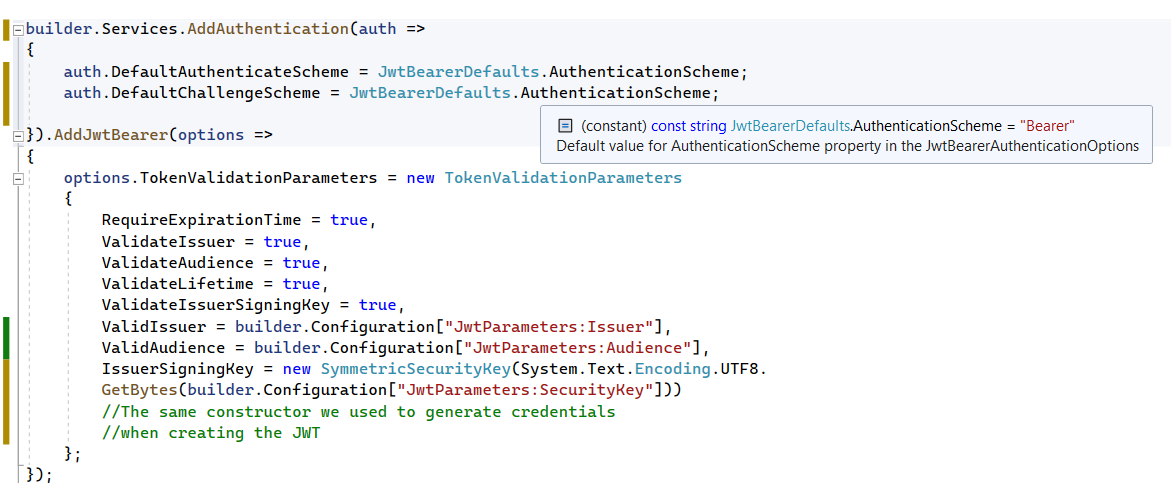 builder.Services.AddAuthentication(auth =>
{
    auth.DefaultAuthenticateScheme = JwtBearerDefaults.AuthenticationScheme;
    auth.DefaultChallengeScheme = JwtBearerDefaults.AuthenticationScheme;
(constant) const string JwtBearerDefaults.AuthenticationScheme = "Bearer"
Default value for AuthenticationScheme property in the JwtBearerAuthenticationOptions
}).AddJwtBearer(options =>
{
    options.TokenValidationParameters = new TokenValidationParameters
    {
        RequireExpirationTime = true,
        ValidateIssuer = true,
        ValidateAudience = true,
        ValidateLifetime = true,
        ValidateIssuerSigningKey = true,
        ValidIssuer = builder.Configuration["JwtParameters:Issuer"],
        ValidAudience = builder.Configuration["JwtParameters:Audience"],
        IssuerSigningKey = new SymmetricSecurityKey(System.Text.Encoding.UTF8.
        GetBytes(builder.Configuration["JwtParameters:SecurityKey"]))
        //The same constructor we used to generate credentials
        //when creating the JWT
    };
});